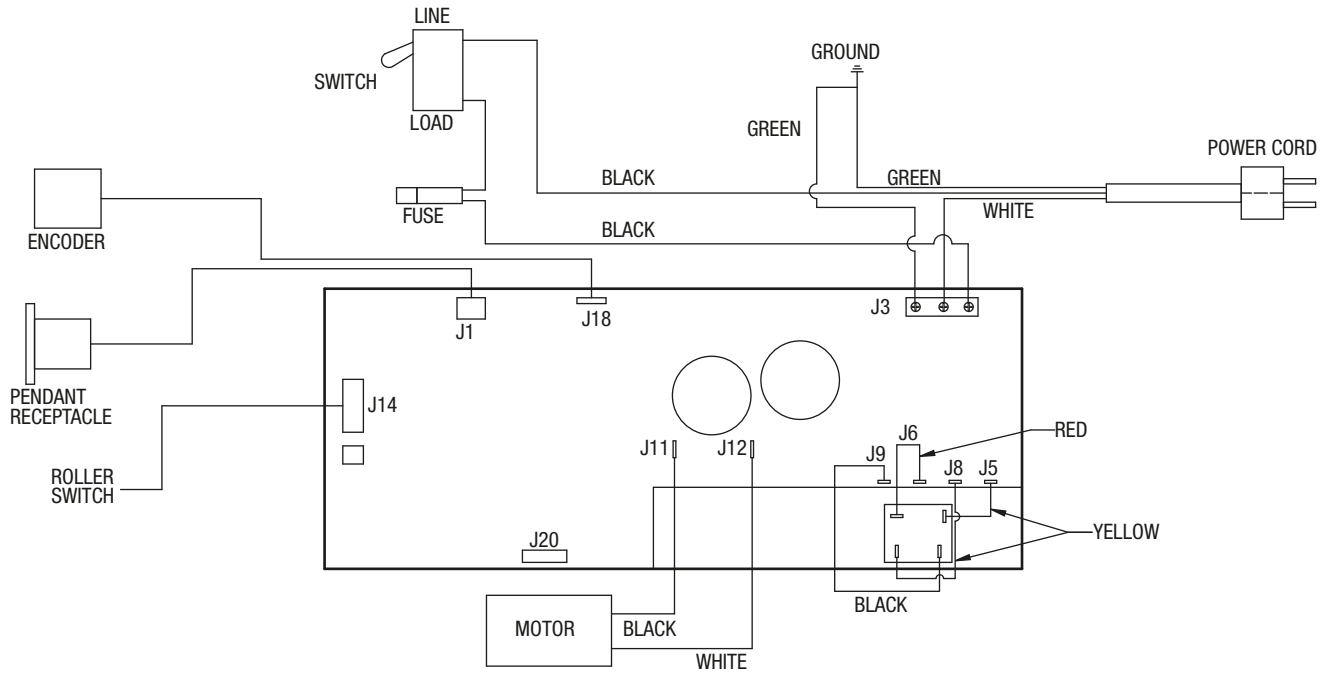 LINE
SWITCH
LOAD
GROUND
GREEN
POWER CORD
BLACK
GREEN
WHITE
FUSE
BLACK
ENCODER
J1
J18
J3
PENDANT
RECEPTACLE
J14
J11
J12
J6
RED
J9
J8
J5
ROLLER
SWITCH
YELLOW
J20
BLACK
MOTOR
BLACK
WHITE